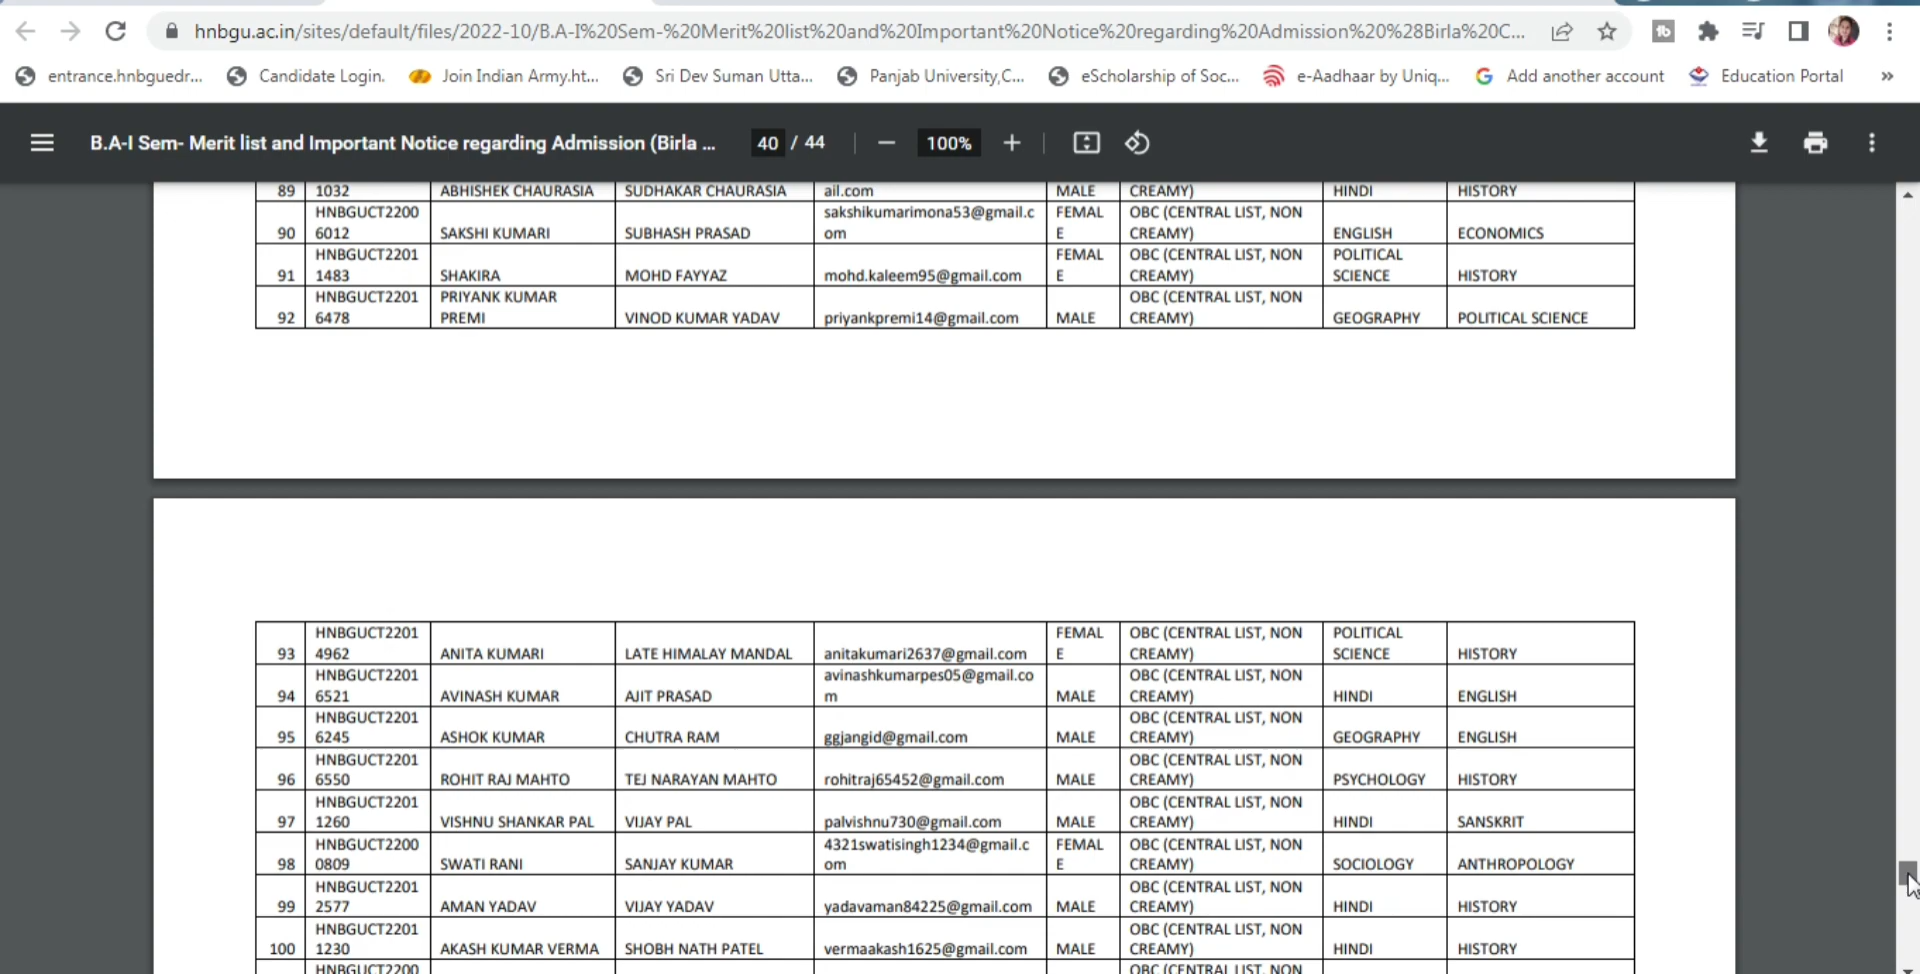 hnbgu.ac.in/sites/default/files/2022-10/B.A-I%20Sem-%20Merit%20list%20and%20Important%20Notice%20regarding%20Admission%20%28Birla%20C...
entrance.hnbguedr... Candidate Login. Join Indian Army.ht... Sri Dev Suman Utta... Panjab University,C... eScholarship of Soc... e-Aadhaar by Uniq... Add another account Education Portal »
B.A-I Sem- Merit list and Important Notice regarding Admission (Birla ... 40 / 44 — 100% +
89 1032 ABHISHEK CHAURASIA SUDHAKAR CHAURASIA ail.com MALE CREAMY) HINDI HISTORY
HNBGUCT2200 sakshikumarimona53@gmail.c FEMAL OBC (CENTRAL LIST, NON
90 6012 SAKSHI KUMARI SUBHASH PRASAD om E CREAMY) ENGLISH ECONOMICS
HNBGUCT2201 FEMAL OBC (CENTRAL LIST, NON POLITICAL
91 1483 SHAKIRA MOHD FAYYAZ mohd.kaleem95@gmail.com E CREAMY) SCIENCE HISTORY
HNBGUCT2201 PRIYANK KUMAR OBC (CENTRAL LIST, NON
92 6478 PREMI VINOD KUMAR YADAV priyankpremi14@gmail.com MALE CREAMY) GEOGRAPHY POLITICAL SCIENCE
HNBGUCT2201 FEMAL OBC (CENTRAL LIST, NON POLITICAL
93 4962 ANITA KUMARI LATE HIMALAY MANDAL anitakumari2637@gmail.com E CREAMY) SCIENCE HISTORY
HNBGUCT2201 avinashkumarpes05@gmail.co OBC (CENTRAL LIST, NON
94 6521 AVINASH KUMAR AJIT PRASAD m MALE CREAMY) HINDI ENGLISH
HNBGUCT2201 OBC (CENTRAL LIST, NON
95 6245 ASHOK KUMAR CHUTRA RAM ggjangid@gmail.com MALE CREAMY) GEOGRAPHY ENGLISH
HNBGUCT2201 OBC (CENTRAL LIST, NON
96 6550 ROHIT RAJ MAHTO TEJ NARAYAN MAHTO rohitraj65452@gmail.com MALE CREAMY) PSYCHOLOGY HISTORY
HNBGUCT2201 OBC (CENTRAL LIST, NON
97 1260 VISHNU SHANKAR PAL VIJAY PAL palvishnu730@gmail.com MALE CREAMY) HINDI SANSKRIT
HNBGUCT2200 4321swatisingh1234@gmail.c FEMAL OBC (CENTRAL LIST, NON
98 0809 SWATI RANI SANJAY KUMAR om E CREAMY) SOCIOLOGY ANTHROPOLOGY
HNBGUCT2201 OBC (CENTRAL LIST, NON
99 2577 AMAN YADAV VIJAY YADAV yadavaman84225@gmail.com MALE CREAMY) HINDI HISTORY
HNBGUCT2201 OBC (CENTRAL LIST, NON
100 1230 AKASH KUMAR VERMA SHOBH NATH PATEL vermaakash1625@gmail.com MALE CREAMY) HINDI HISTORY
HNBGUCT2200 OBC (CENTRAL LIST, NON